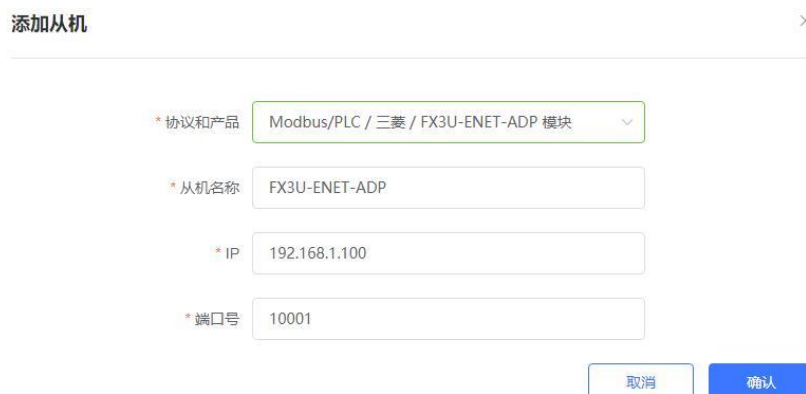 添加从机
* 协议和产品 Modbus/PLC / 三菱 / FX3U-ENET-ADP 模块
* 从机名称 FX3U-ENET-ADP
* IP 192.168.1.100
* 端口号 10001
取消 确认